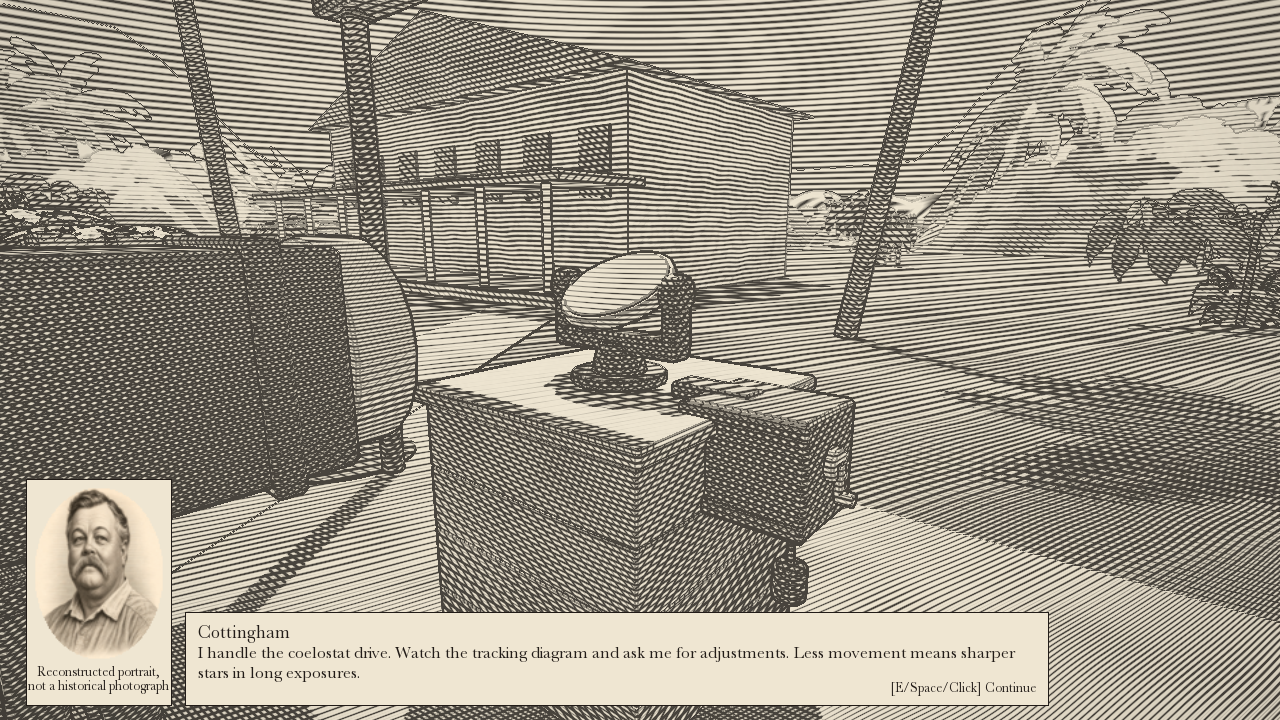 Cottingham
I handle the coelostat drive. Watch the tracking diagram and ask me for adjustments. Less movement means sharper
stars in long exposures.
[E/Space/Click] Continue
Reconstructed portrait,
not a historical photograph